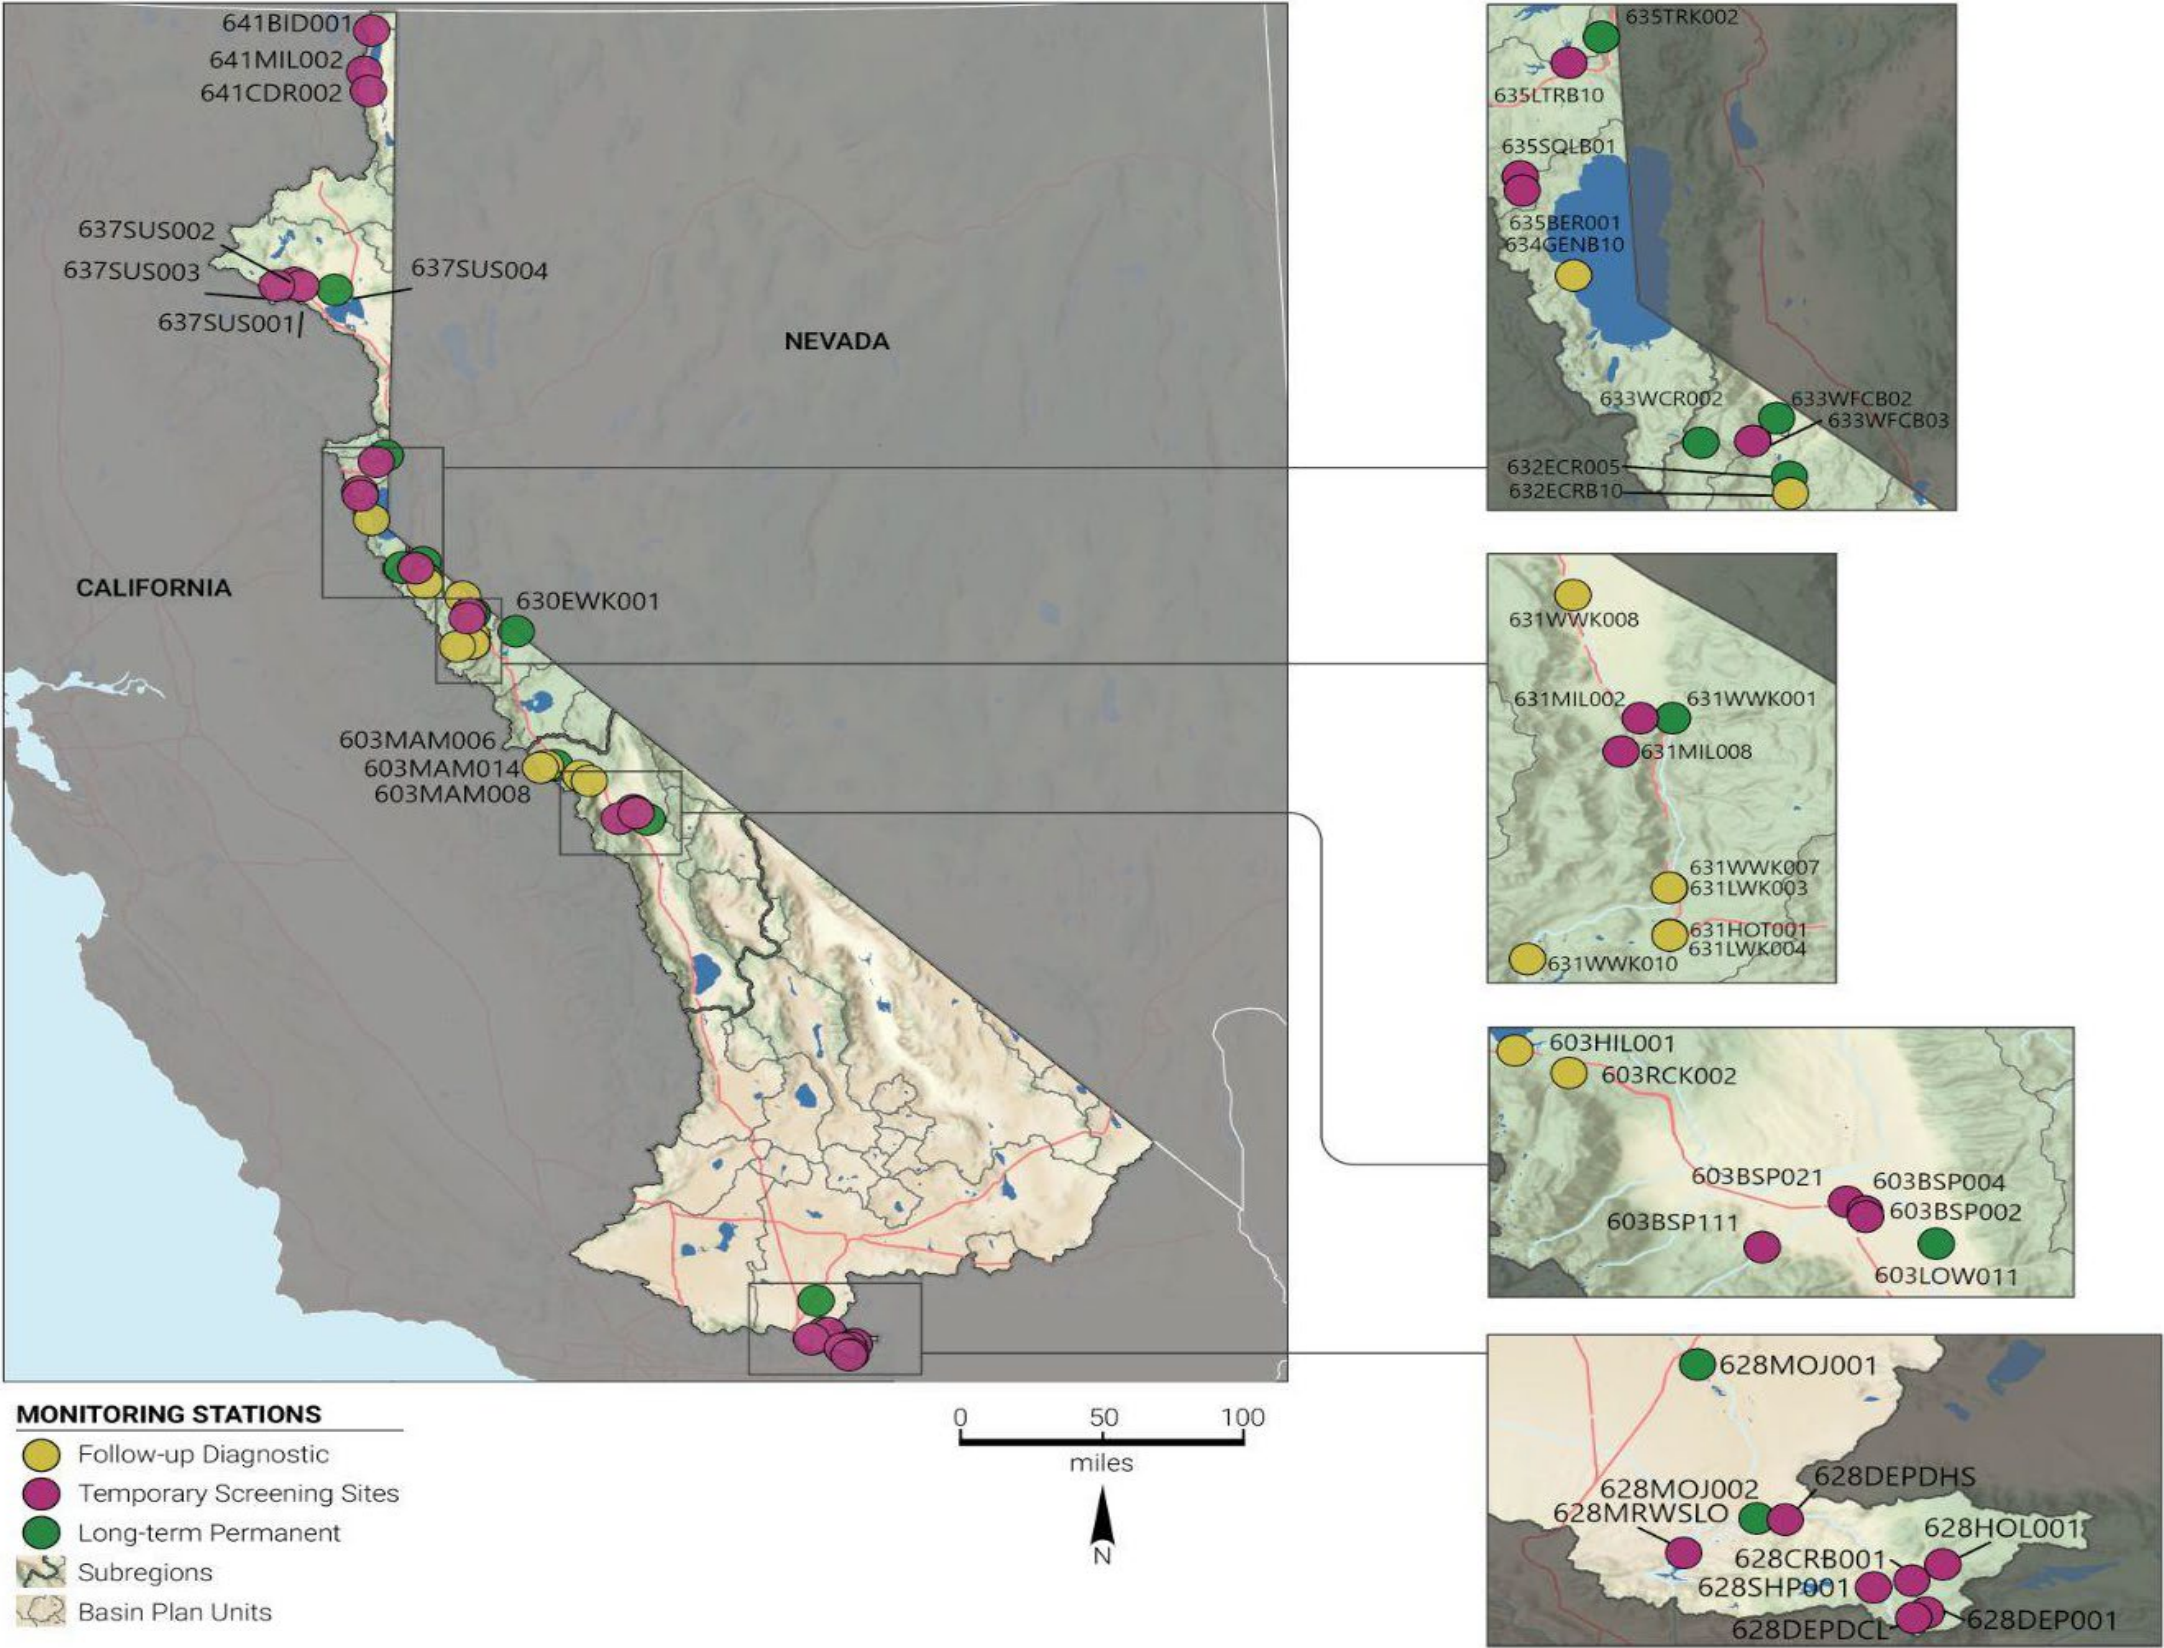 641BID001
641MIL002
641CDR002
637SUS002
637SUS003
637SUS004
637SUS001
NEVADA
CALIFORNIA
630EWK001
603MAM006
603MAM014
603MAM008
635TRK002
635LTRB10
635SQLB01
635BER001
634GENB10
633WCR002
633WFCB02
633WFCB03
632ECR005
632ECRB10
631WWK008
631MIL002
631WWK001
631MIL008
631WWK007
631LWK003
631HOT001
631LWK004
631WWK010
603HIL001
603RCK002
603BSP021
603BSP004
603BSP002
603BSP111
603LOW011
628MOJ001
628DEPDHS
628MOJ002
628MRWSLO
628HOL001
628CRB001
628SHP001
628DEP001
628DEPDCL
MONITORING STATIONS
Follow-up Diagnostic
Temporary Screening Sites
Long-term Permanent
Subregions
Basin Plan Units
0 50 100
miles
N